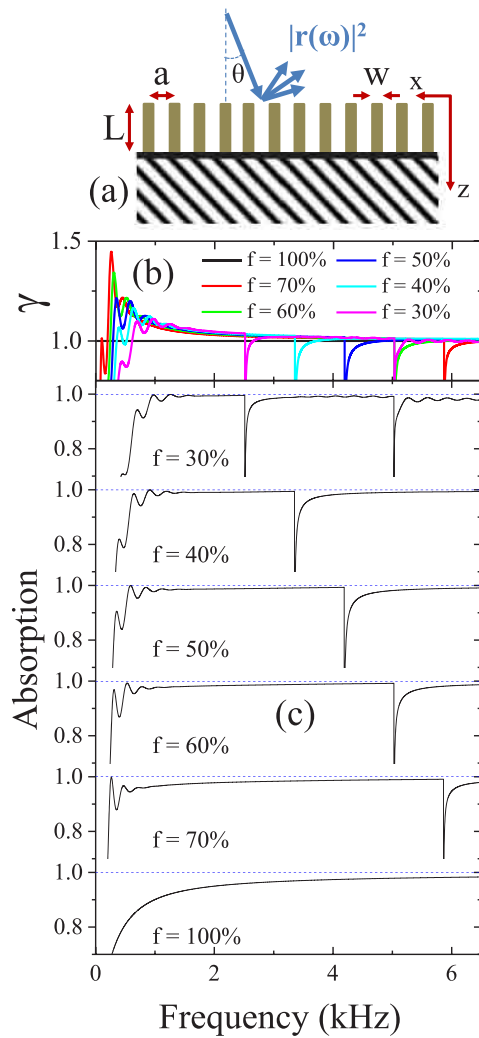 |r(ω)|²
a
θ
w
x
L
(a)
z
1.5
(b)
f = 100%
f = 50%
f = 70%
f = 40%
f = 60%
f = 30%
γ
1.0
1.0
f = 30%
0.8
1.0
f = 40%
0.8
1.0
f = 50%
0.8
1.0
f = 60%
(c)
0.8
1.0
f = 70%
0.8
1.0
f = 100%
0.8
Absorption
0
2
4
6
Frequency (kHz)